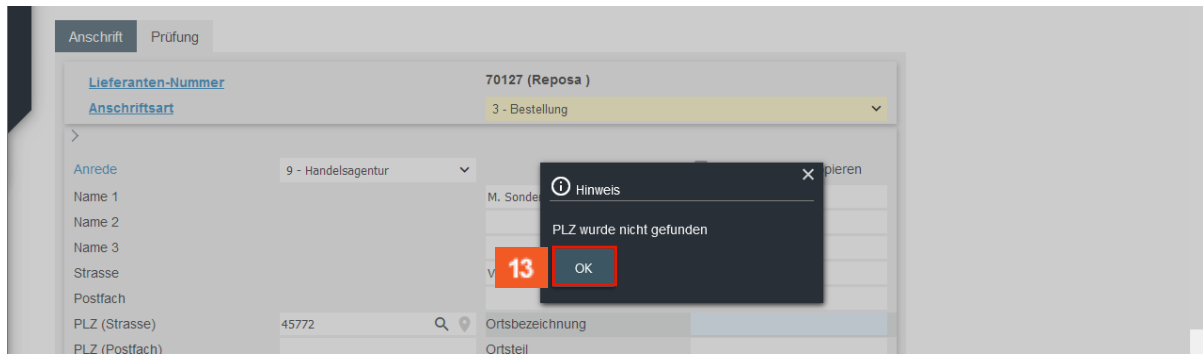 Anschrift Prüfung
Lieferanten-Nummer 70127 (Reposa )
Anschriftsart 3 - Bestellung
Anrede 9 - Handelsagentur pieren
Hinweis
Name 1 M. Sonder
Name 2
PLZ wurde nicht gefunden
Name 3
13 OK
Strasse V
Postfach
PLZ (Strasse) 45772 Ortsbezeichnung
PLZ (Postfach) Ortsteil